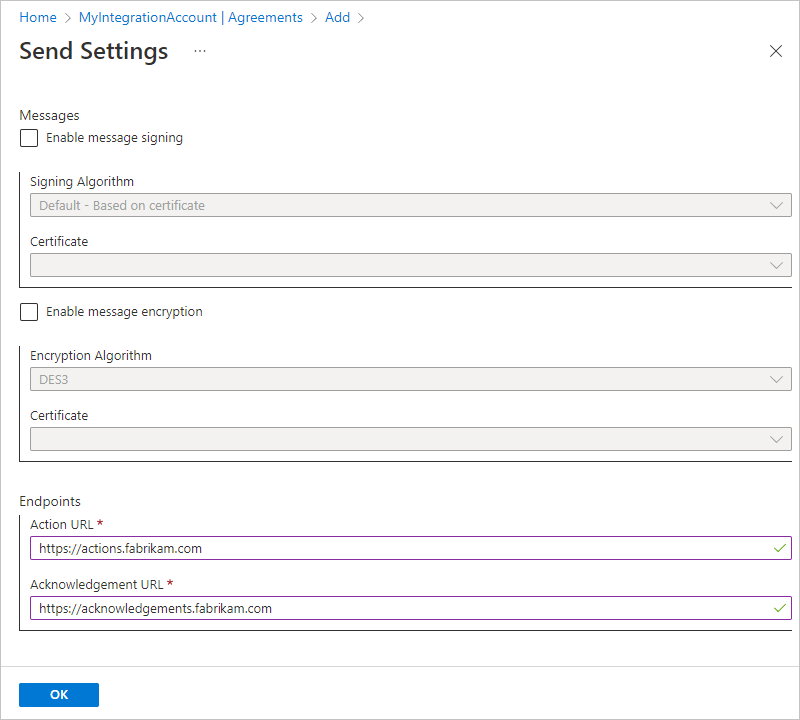 Home > MyIntegrationAccount | Agreements > Add >
Send Settings ...
Messages
Enable message signing
Signing Algorithm
Default - Based on certificate
Certificate
Enable message encryption
Encryption Algorithm
DES3
Certificate
Endpoints
Action URL *
https://actions.fabrikam.com
Acknowledgement URL *
https://acknowledgements.fabrikam.com
OK